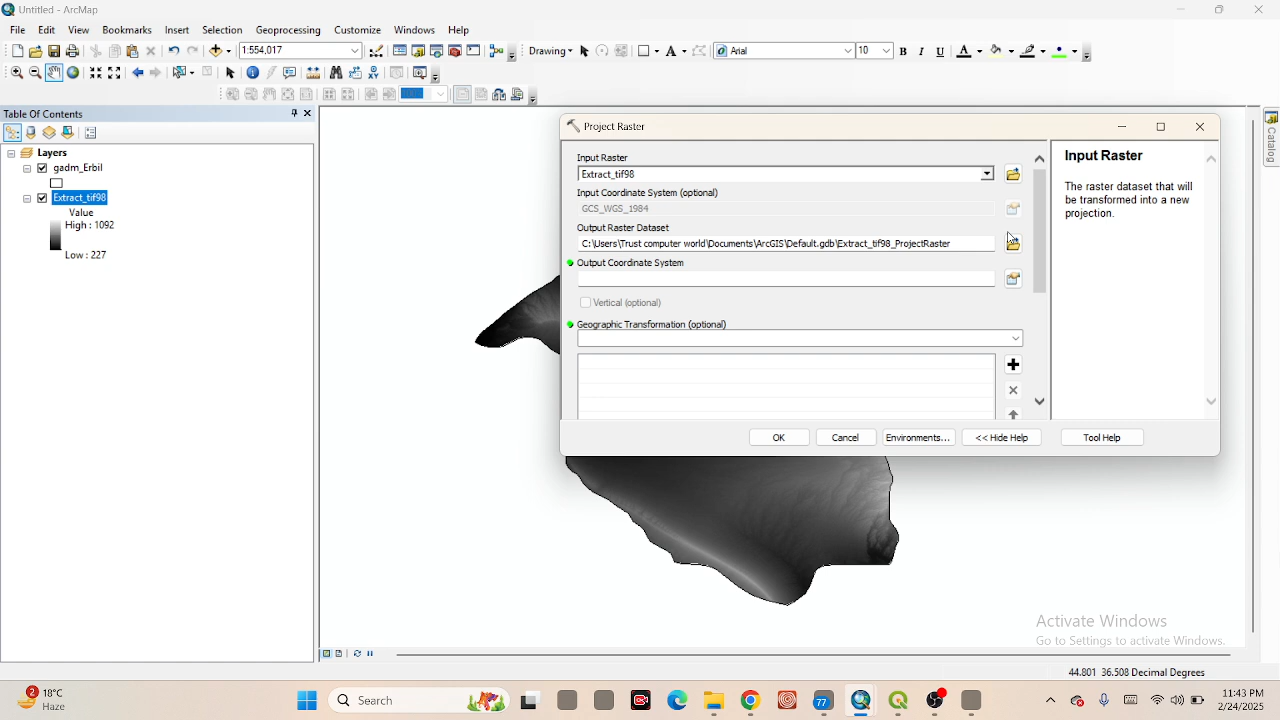 Untitled - ArcMap
File Edit View Bookmarks Insert Selection Geoprocessing Customize Windows Help
1:554,017 Drawing Arial 10 B I U A
Table Of Contents
Catalog
Layers
gadm_Erbil
Extract_tif98
Value
High : 1092
Low : 227
Project Raster
Input Raster
Extract_tif98
Input Coordinate System (optional)
GCS_WGS_1984
Output Raster Dataset
C:\Users\Trust computer world\Documents\ArcGIS\Default.gdb\Extract_tif98_ProjectRaster
Output Coordinate System
Vertical (optional)
Geographic Transformation (optional)
OK Cancel Environments... << Hide Help Tool Help
Input Raster
The raster dataset that will
be transformed into a new
projection.
Activate Windows
Go to Settings to activate Windows.
44.801 36.508 Decimal Degrees
2
18°C
Haze
Search
77
11:43 PM
2/24/2025